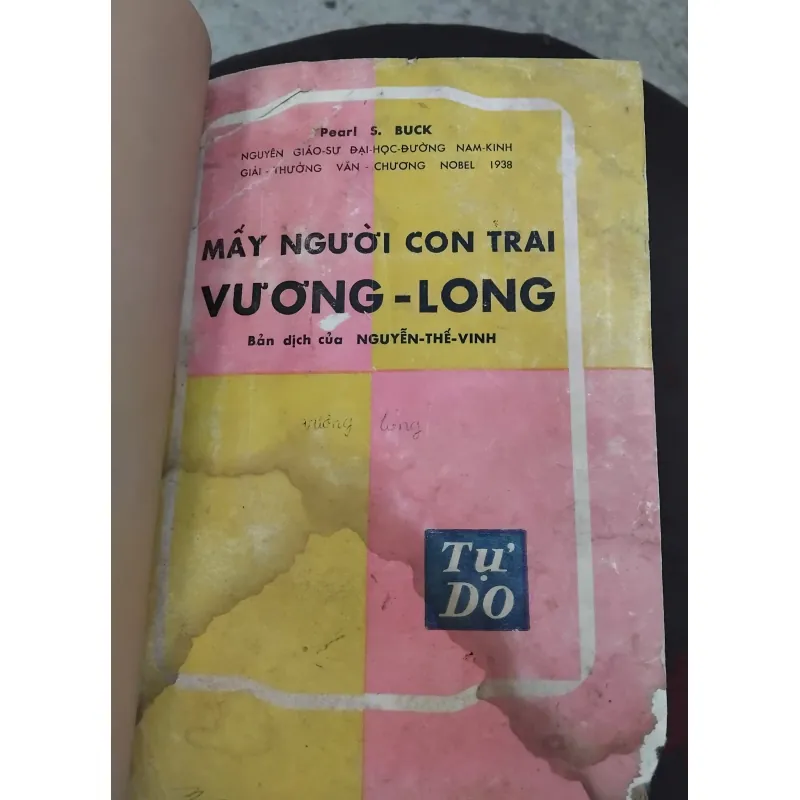 Pearl S. BUCK
NGUYÊN GIÁO-SƯ ĐẠI-HỌC-ĐƯỜNG NAM-KINH
GIẢI-THƯỞNG VĂN-CHƯƠNG NOBEL 1938
MẤY NGƯỜI CON TRAI
VƯƠNG-LONG
Bản dịch của NGUYỄN-THẾ-VINH
vương long
Tự
DO